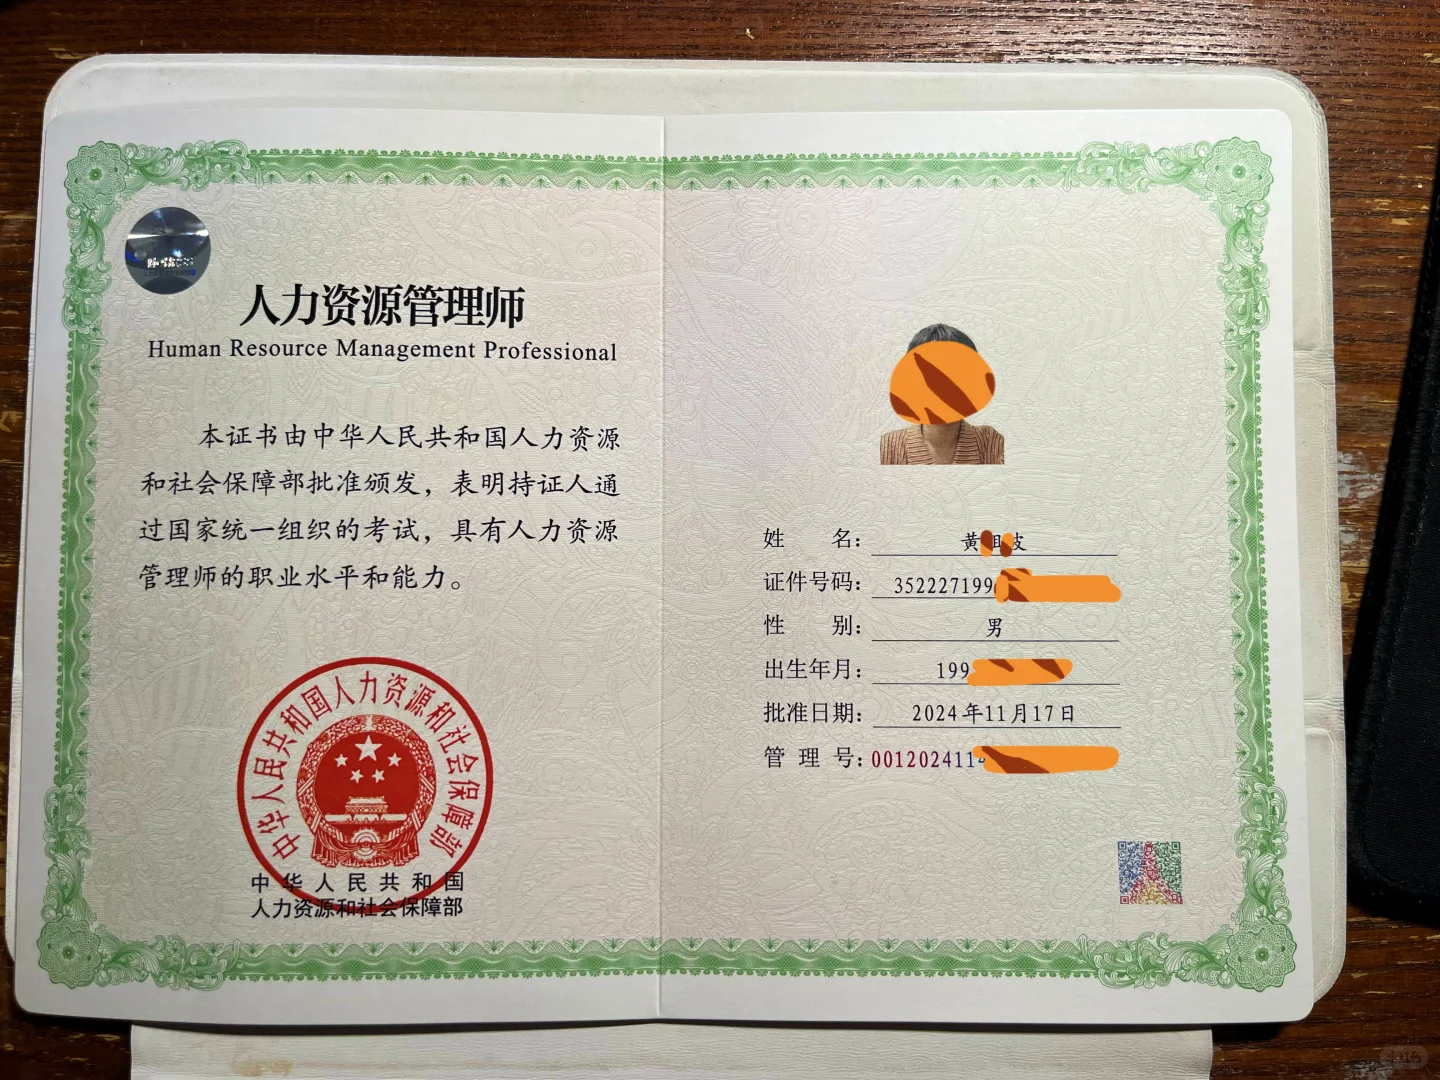 人力资源管理师
Human Resource Management Professional
本证书由中华人民共和国人力资源
和社会保障部批准颁发，表明持证人通
过国家统一组织的考试，具有人力资源
管理师的职业水平和能力。
中华人民共和国人力资源和社会保障部
中华人民共和国
人力资源和社会保障部
姓 名： 黄
证件号码： 352227199
性 别： 男
出生年月： 199
批准日期： 2024年11月17日
管 理 号： 001202411
小红书